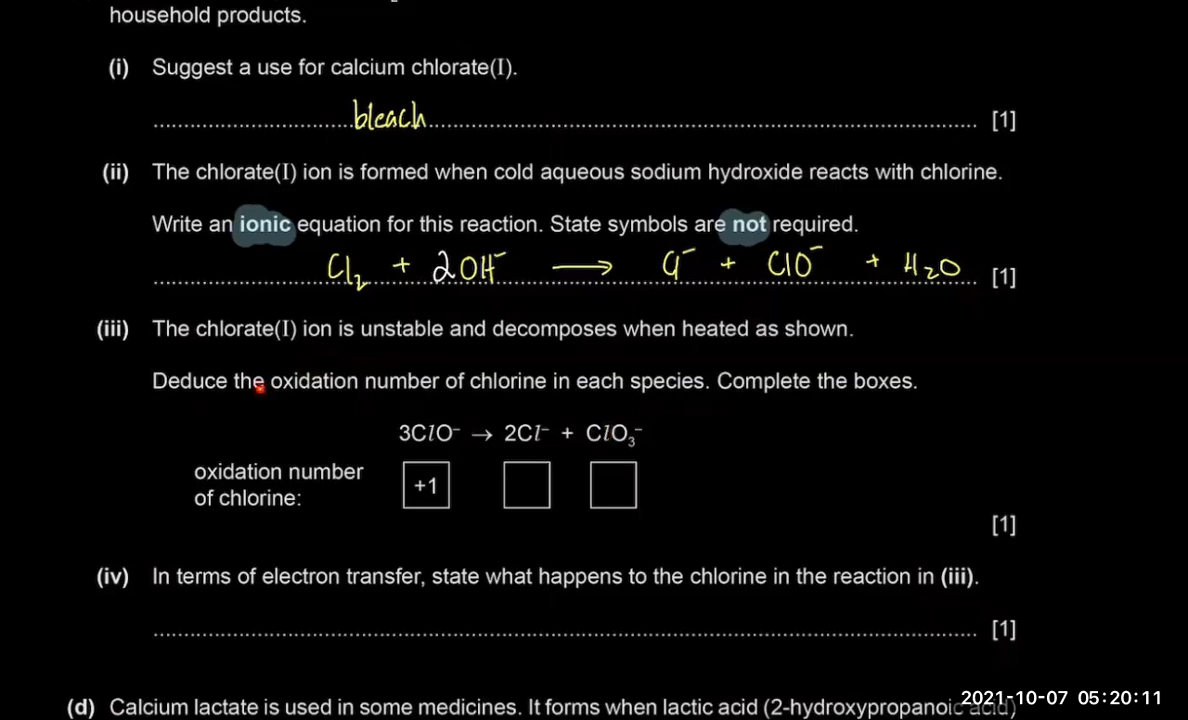 household products.
(i) Suggest a use for calcium chlorate(I).
bleach [1]
(ii) The chlorate(I) ion is formed when cold aqueous sodium hydroxide reacts with chlorine.
Write an ionic equation for this reaction. State symbols are not required.
Cl₂ + 2OH⁻ ⟶ Cl⁻ + ClO⁻ + H₂O [1]
(iii) The chlorate(I) ion is unstable and decomposes when heated as shown.
Deduce the oxidation number of chlorine in each species. Complete the boxes.
3ClO⁻ → 2Cl⁻ + ClO₃⁻
oxidation number
of chlorine: +1
[1]
(iv) In terms of electron transfer, state what happens to the chlorine in the reaction in (iii).
[1]
(d) Calcium lactate is used in some medicines. It forms when lactic acid (2-hydroxypropanoic acid)
2021-10-07 05:20:11